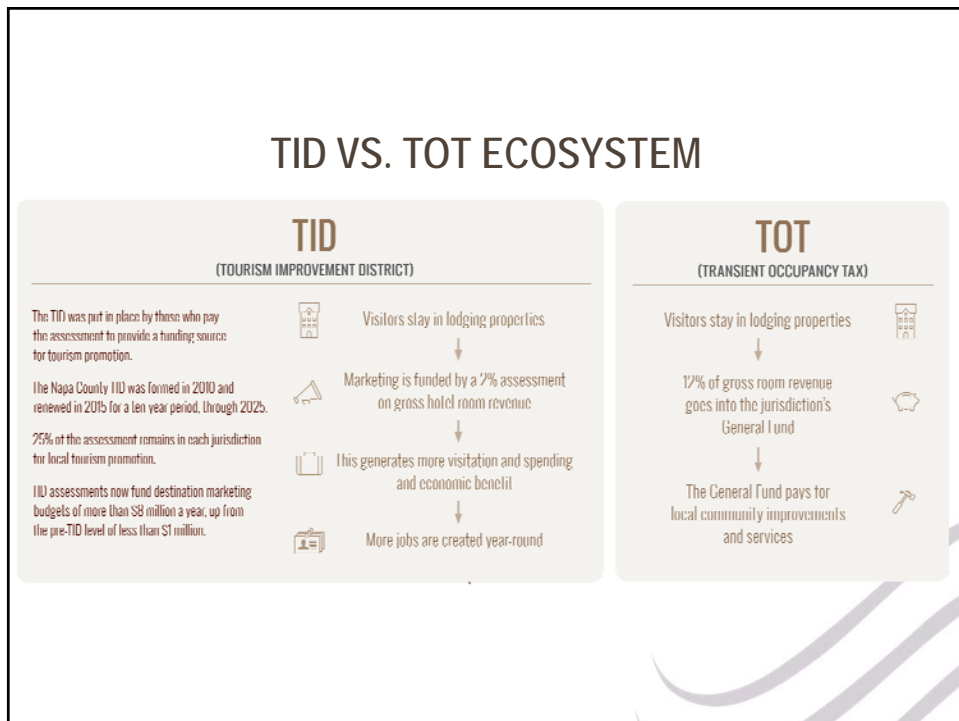 TID VS. TOT ECOSYSTEM
TID
(TOURISM IMPROVEMENT DISTRICT)
The TID was put in place by those who pay
the assessment to provide a funding source
for tourism promotion.
The Napa County TID was formed in 2010 and
renewed in 2015 for a ten year period, through 2025.
25% of the assessment remains in each jurisdiction
for local tourism promotion.
TID assessments now fund destination marketing
budgets of more than $8 million a year, up from
the pre-TID level of less than $1 million.
Visitors stay in lodging properties
Marketing is funded by a 2% assessment
on gross hotel room revenue
This generates more visitation and spending
and economic benefit
More jobs are created year-round
TOT
(TRANSIENT OCCUPANCY TAX)
Visitors stay in lodging properties
12% of gross room revenue
goes into the jurisdiction's
General Fund
The General Fund pays for
local community improvements
and services